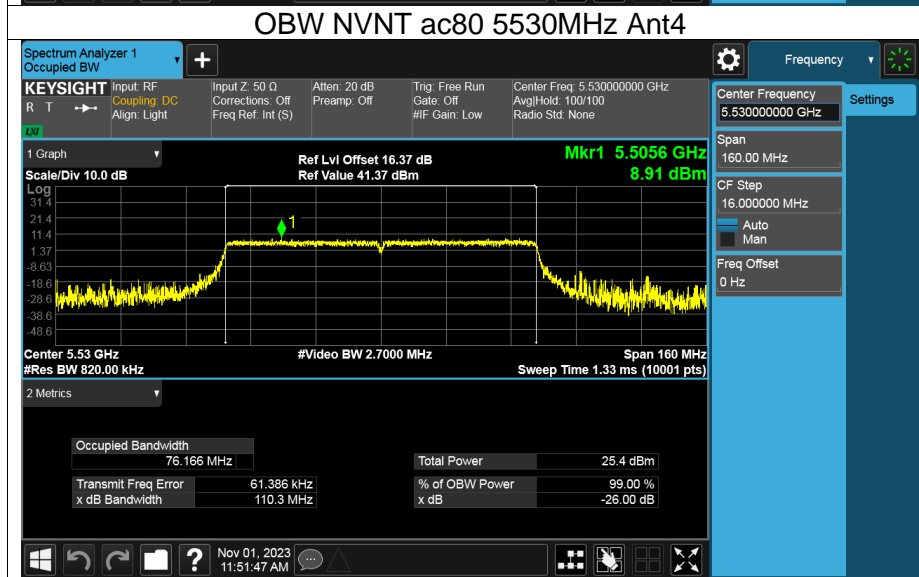 OBW NVNT ac80 5530MHz Ant4
Spectrum Analyzer 1
Occupied BW
+
Frequency
KEYSIGHT
R T
LXI
Input: RF
Coupling: DC
Align: Light
Input Z: 50 Ω
Corrections: Off
Freq Ref: Int (S)
Atten: 20 dB
Preamp: Off
Trig: Free Run
Gate: Off
#IF Gain: Low
Center Freq: 5.530000000 GHz
Avg|Hold: 100/100
Radio Std: None
Center Frequency
5.530000000 GHz
Settings
Span
160.00 MHz
CF Step
16.000000 MHz
Auto
Man
Freq Offset
0 Hz
1 Graph
Scale/Div 10.0 dB
Ref Lvl Offset 16.37 dB
Ref Value 41.37 dBm
Mkr1 5.5056 GHz
8.91 dBm
Log
31.4
21.4
11.4
1.37
-8.63
-18.6
-28.6
-38.6
-48.6
1
Center 5.53 GHz
#Res BW 820.00 kHz
#Video BW 2.7000 MHz
Span 160 MHz
Sweep Time 1.33 ms (10001 pts)
2 Metrics
Occupied Bandwidth
76.166 MHz
Total Power 25.4 dBm
Transmit Freq Error 61.386 kHz
% of OBW Power 99.00 %
x dB Bandwidth 110.3 MHz
x dB -26.00 dB
?
Nov 01, 2023
11:51:47 AM